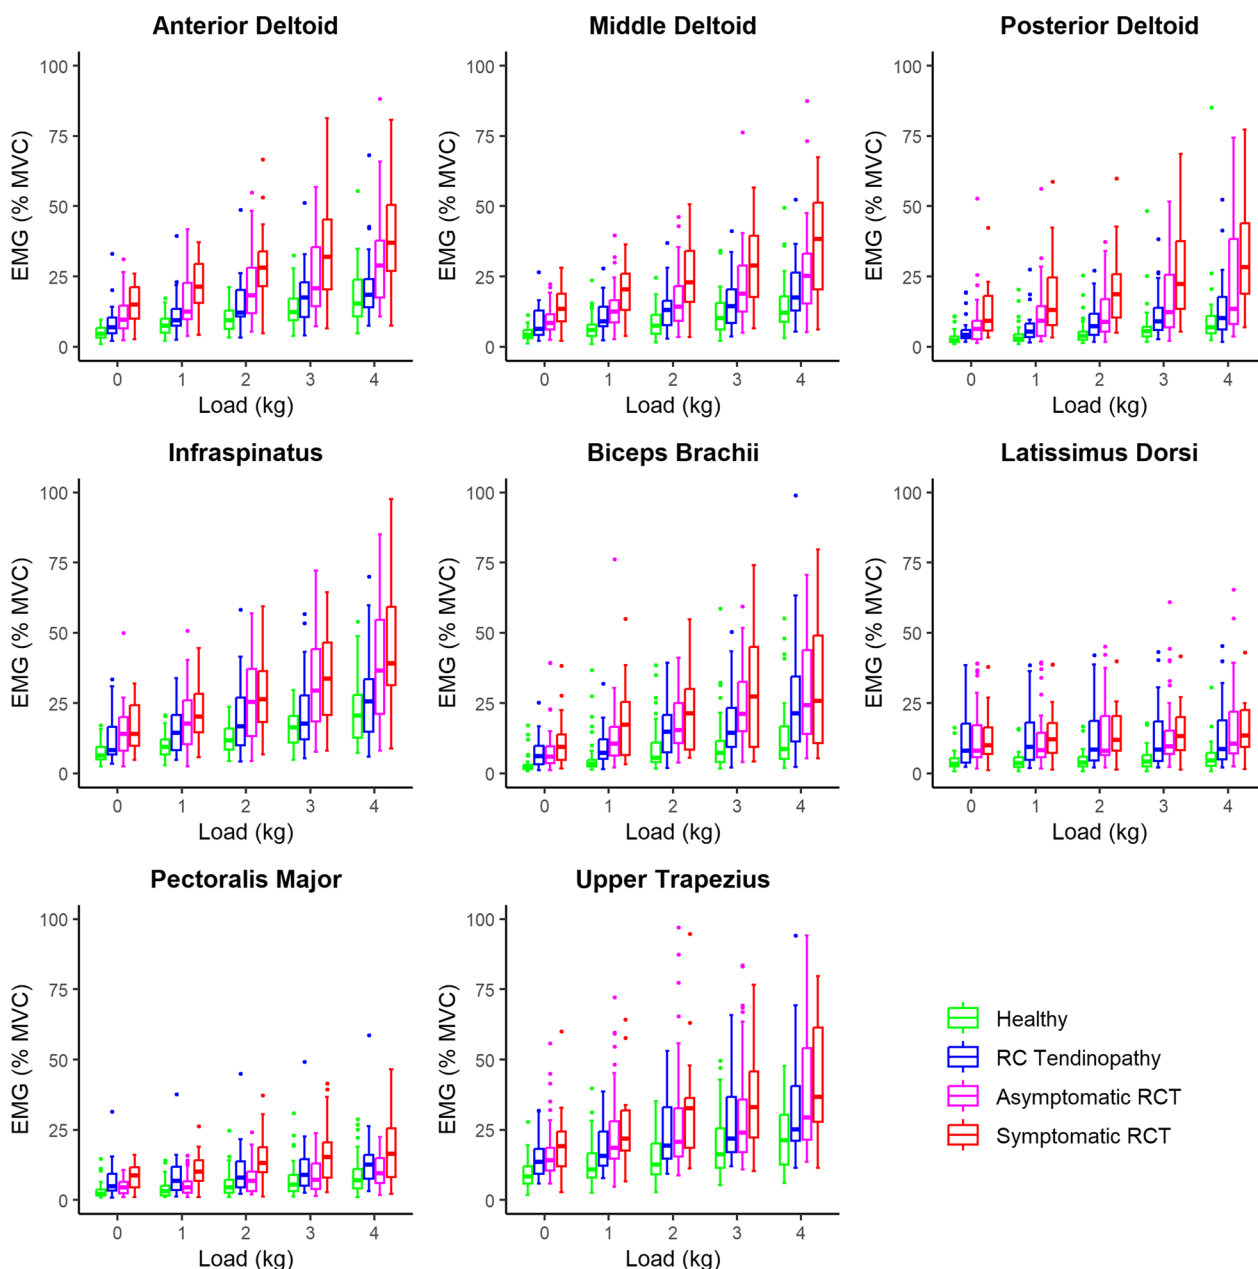 Anterior Deltoid
Middle Deltoid
Posterior Deltoid
EMG (% MVC)
100
75
50
25
0
0 1 2 3 4
Load (kg)
EMG (% MVC)
100
75
50
25
0
0 1 2 3 4
Load (kg)
EMG (% MVC)
100
75
50
25
0
0 1 2 3 4
Load (kg)
Infraspinatus
Biceps Brachii
Latissimus Dorsi
EMG (% MVC)
100
75
50
25
0
0 1 2 3 4
Load (kg)
EMG (% MVC)
100
75
50
25
0
0 1 2 3 4
Load (kg)
EMG (% MVC)
100
75
50
25
0
0 1 2 3 4
Load (kg)
Pectoralis Major
Upper Trapezius
EMG (% MVC)
100
75
50
25
0
0 1 2 3 4
Load (kg)
EMG (% MVC)
100
75
50
25
0
0 1 2 3 4
Load (kg)
Healthy
RC Tendinopathy
Asymptomatic RCT
Symptomatic RCT